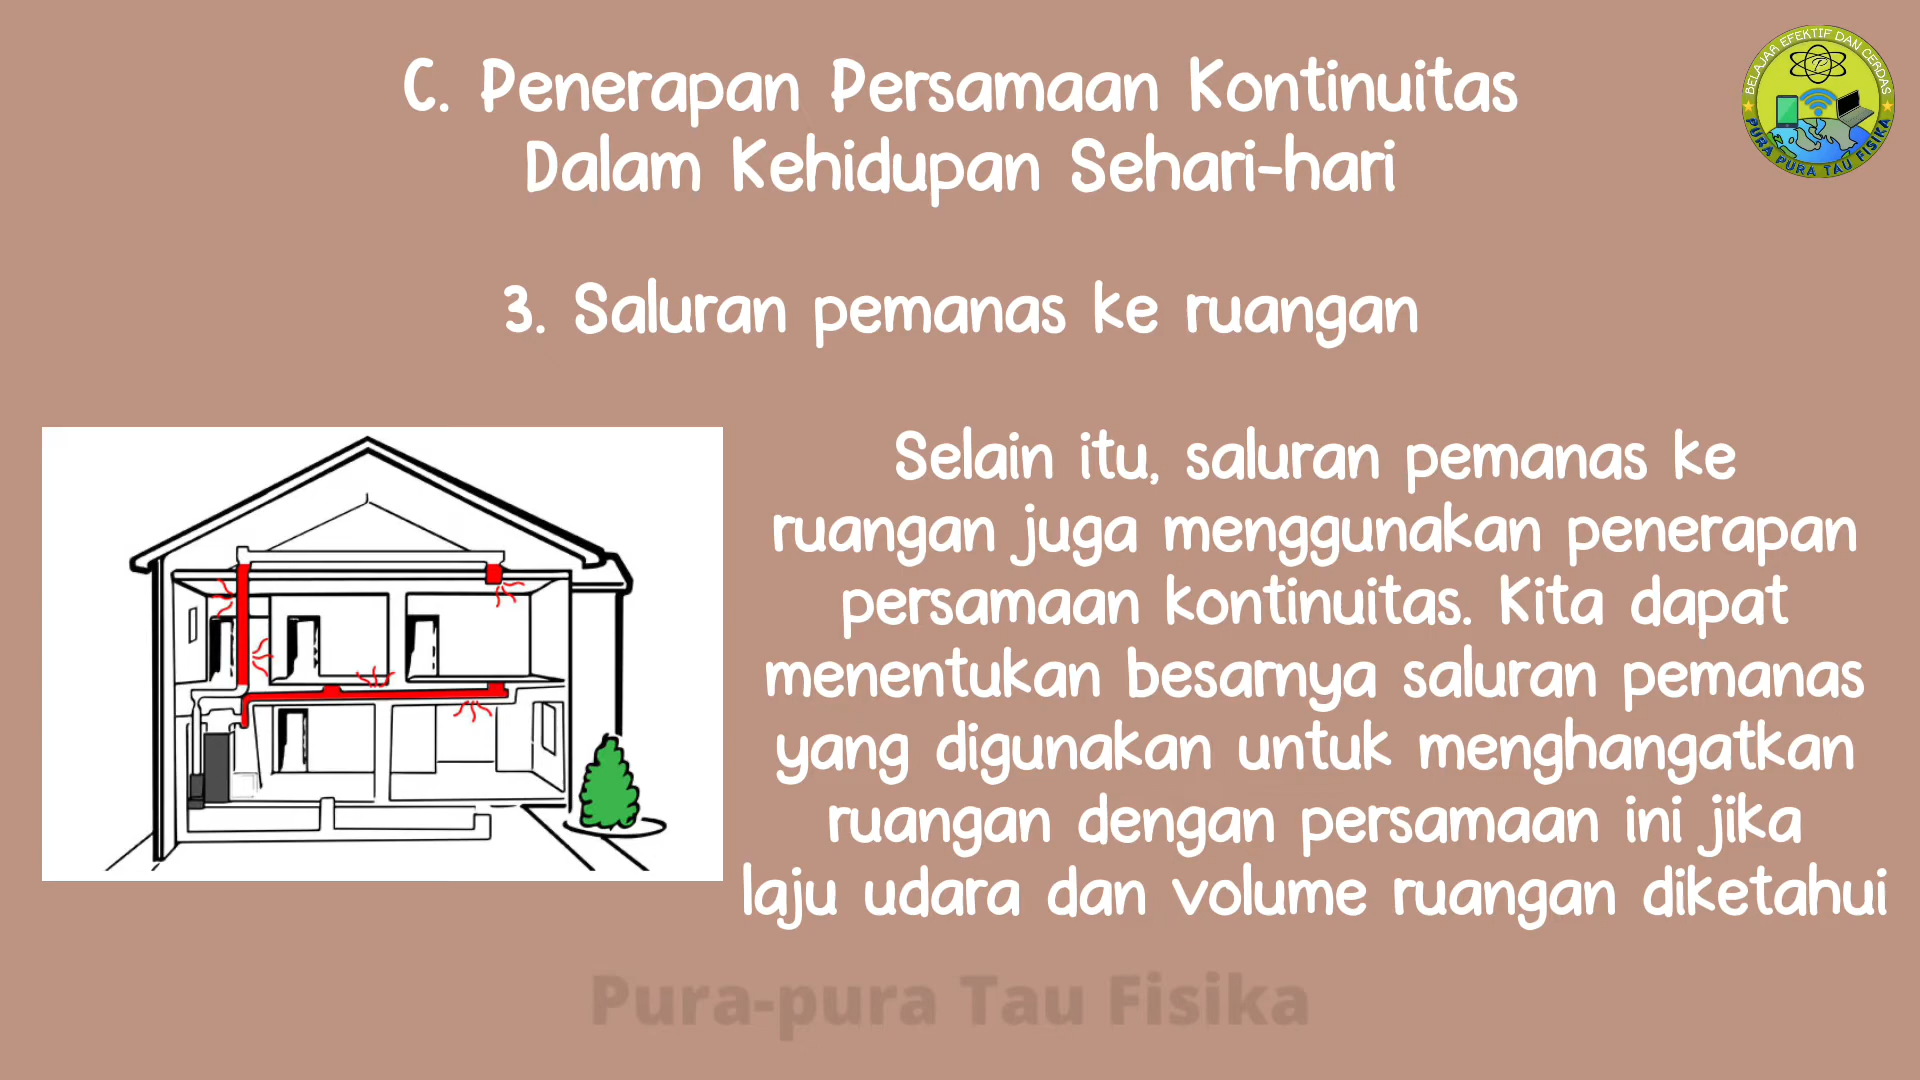 C. Penerapan Persamaan Kontinuitas
Dalam Kehidupan Sehari-hari
BELAJAR EFEKTIF DAN CERDAS
PURA PURA TAU FISIKA
3. Saluran pemanas ke ruangan
Selain itu, saluran pemanas ke
ruangan juga menggunakan penerapan
persamaan kontinuitas. Kita dapat
menentukan besarnya saluran pemanas
yang digunakan untuk menghangatkan
ruangan dengan persamaan ini jika
laju udara dan volume ruangan diketahui
Pura-pura Tau Fisika